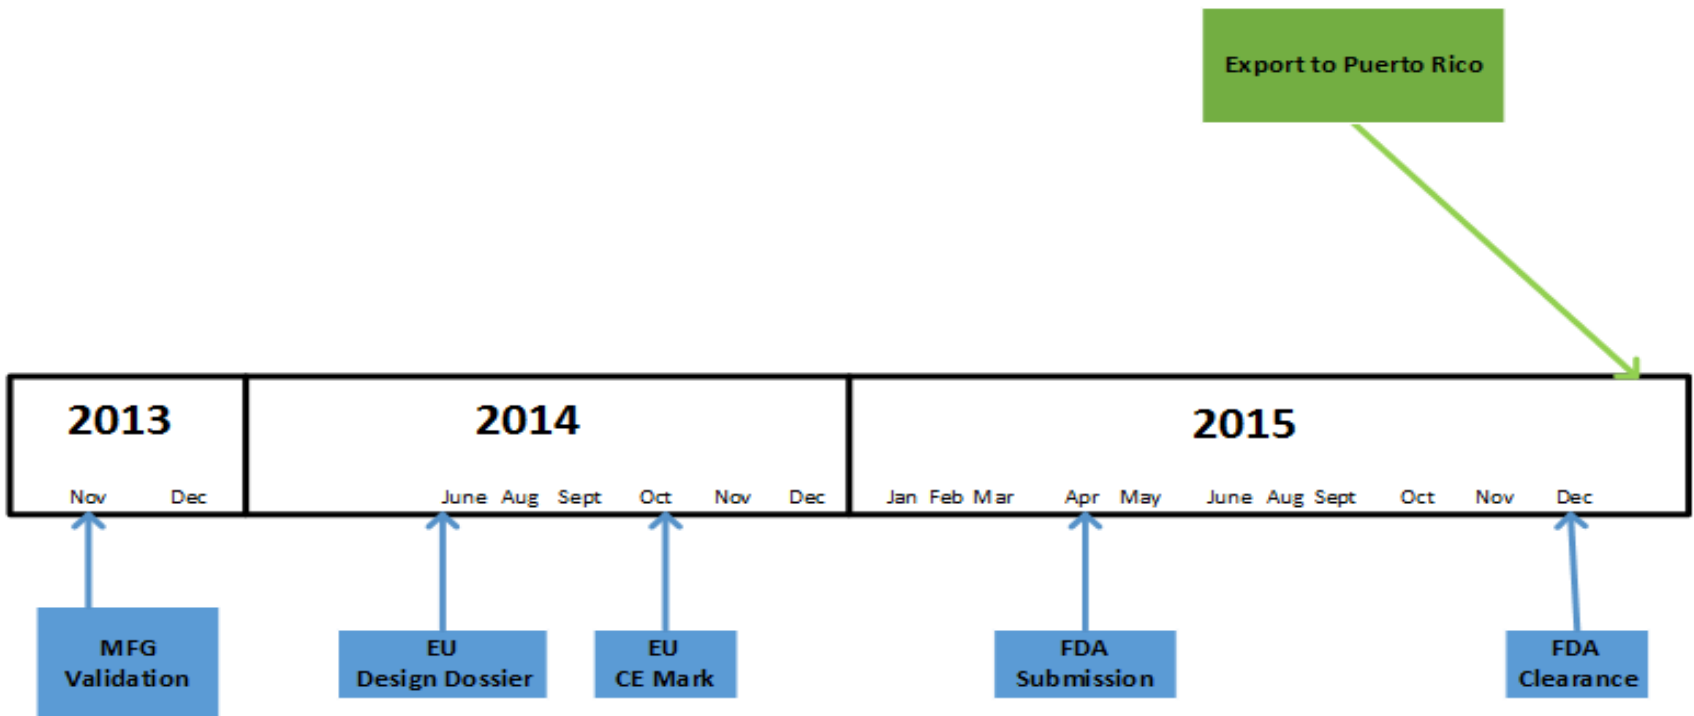 Export to Puerto Rico
2013
2014
2015
Nov Dec
June Aug Sept Oct Nov Dec
Jan Feb Mar Apr May June Aug Sept Oct Nov Dec
MFG
Validation
EU
Design Dossier
EU
CE Mark
FDA
Submission
FDA
Clearance